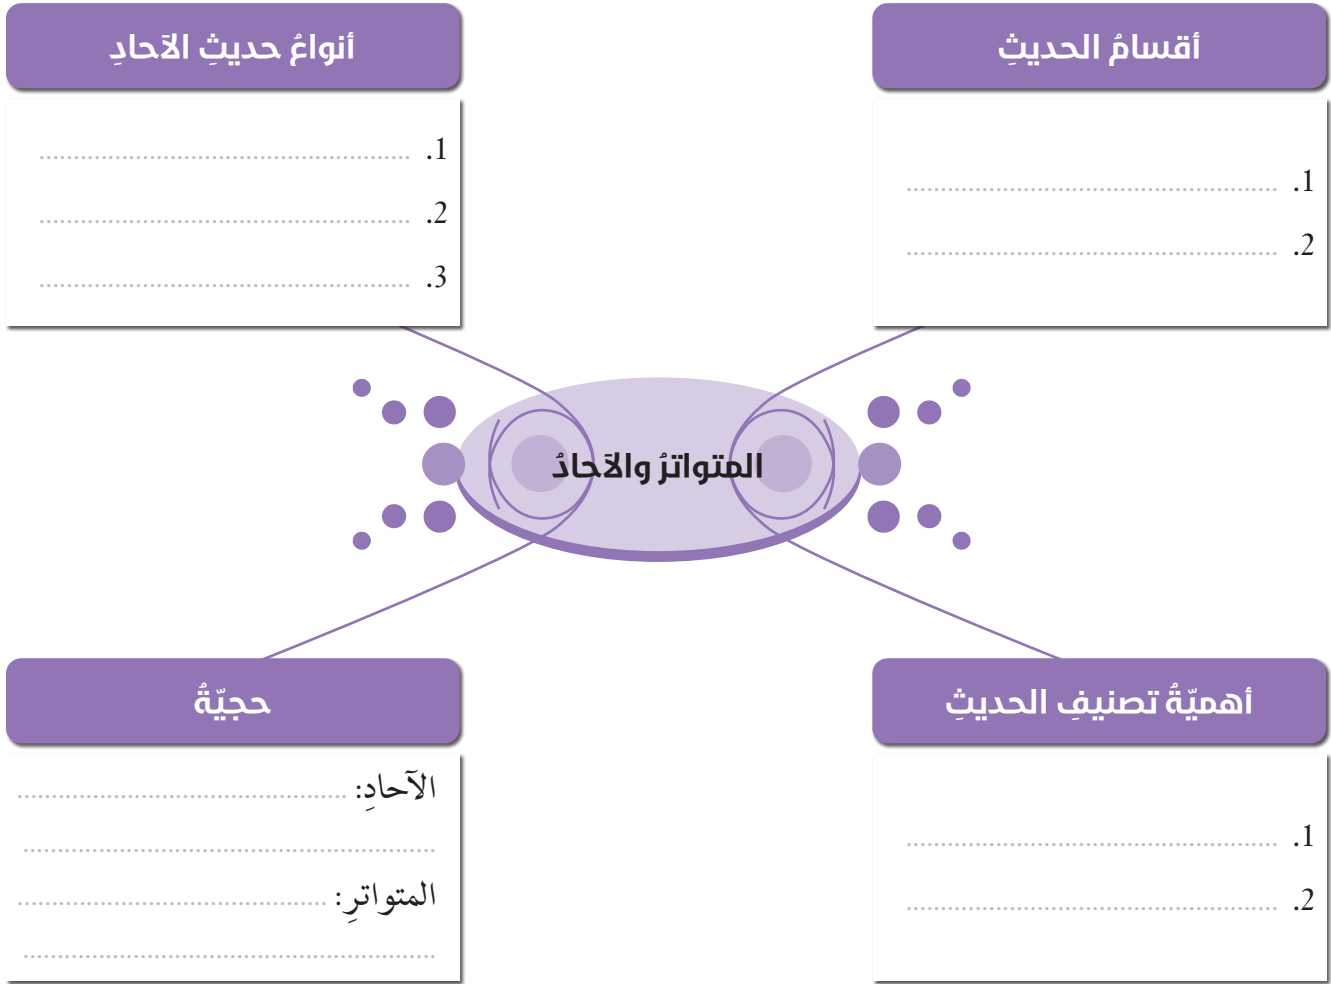 أقسامُ الحديثِ
1. ......................................................
2. ......................................................
أنواعُ حديثِ الآحادِ
1. ......................................................
2. ......................................................
3. ......................................................
المتواترُ والآحادُ
أهميّةُ تصنيفِ الحديثِ
1. ......................................................
2. ......................................................
حجيّةُ
الآحادِ: ................................................
............................................................
المتواترِ: .............................................
............................................................